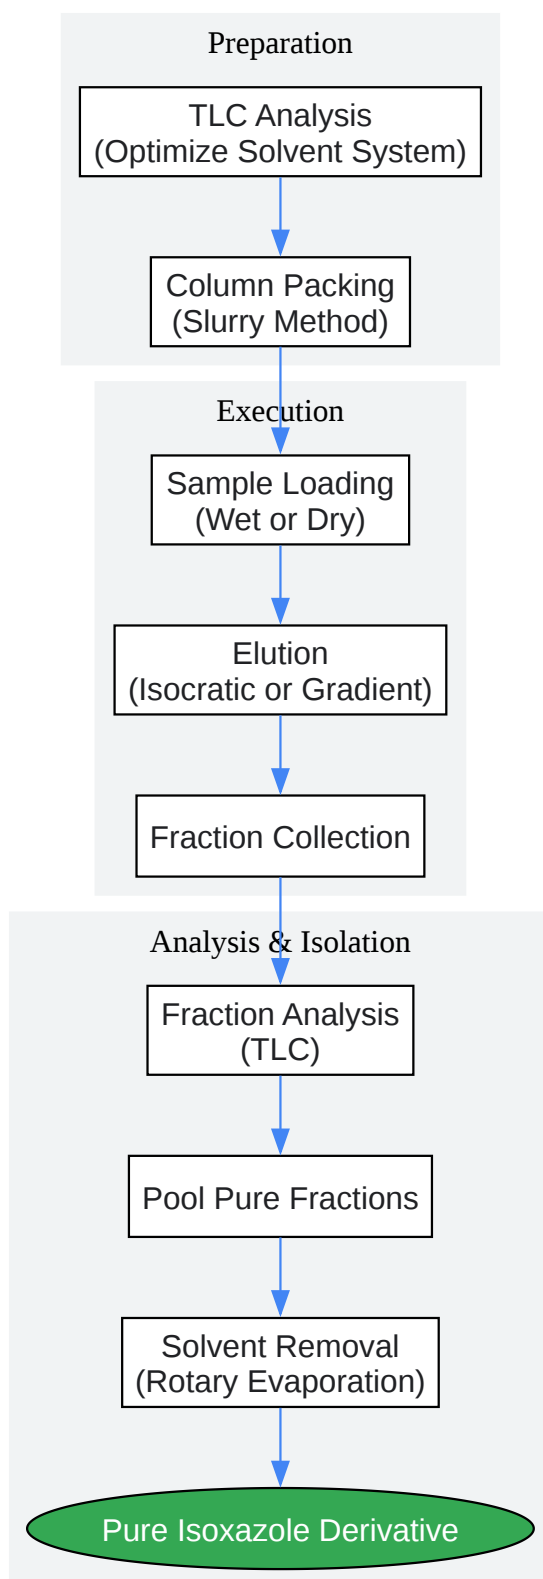 Preparation
TLC Analysis
(Optimize Solvent System)
Column Packing
(Slurry Method)
Execution
Sample Loading
(Wet or Dry)
Elution
(Isocratic or Gradient)
Fraction Collection
Analysis & Isolation
Fraction Analysis
(TLC)
Pool Pure Fractions
Solvent Removal
(Rotary Evaporation)
Pure Isoxazole Derivative